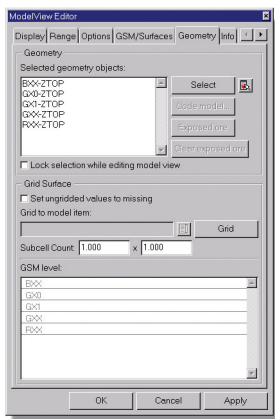 ModelView Editor
Display Range Options GSM/Surfaces Geometry Info
Geometry
Selected geometry objects:
BXX-ZTOP
GX0-ZTOP
GX1-ZTOP
GXX-ZTOP
RXX-ZTOP
Select
Code model...
Exposed ore
Clear exposed ore
Lock selection while editing model view
Grid Surface
Set ungridded values to missing
Grid to model item:
Grid
Subcell Count: 1.000 x 1.000
GSM level:
BXX
GX0
GX1
GXX
RXX
OK Cancel Apply